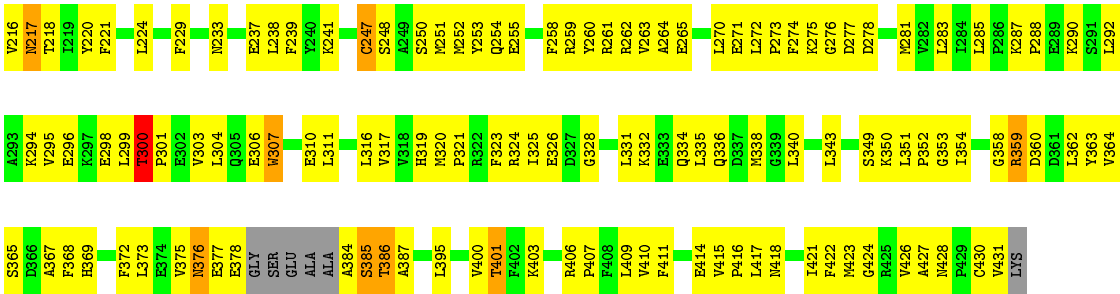 V216 N217 T218 I219 Y220 F221 L224 F229 N233 E237 L238 F239 Y240 K241 C247 S248 A249 S250 M251 M252 Y253 Q254 E255 F258 R259 Y260 R261 R262 V263 A264 E265 L270 E271 L272 P273 F274 K275 G276 D277 D278 M281 V282 L283 I284 L285 P286 K287 P288 E289 K290 S291 L292
A293 K294 V295 E296 K297 E298 L299 T300 P301 E302 V303 L304 Q305 E306 W307 E310 L311 L316 V317 V318 H319 M320 P321 R322 F323 R324 I325 E326 D327 G328 L331 K332 E333 Q334 L335 Q336 D337 M338 G339 L340 L343 S349 K350 L351 P352 G353 I354 G358 R359 D360 D361 L362 Y363 V364
S365 D366 A367 F368 H369 F372 L373 E374 V375 N376 E377 E378 GLY SER GLU ALA ALA A384 S385 T386 A387 L395 V400 T401 F402 K403 R406 P407 F408 L409 V410 F411 E414 V415 P416 L417 N418 I421 F422 M423 G424 R425 V426 A427 N428 P429 C430 V431 LYS